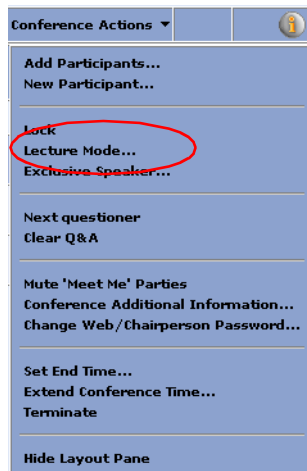 Conference Actions
Add Participants...
New Participant...
Lock
Lecture Mode...
Exclusive Speaker...
Next questioner
Clear Q&A
Mute 'Meet Me' Parties
Conference Additional Information...
Change Web/Chairperson Password...
Set End Time...
Extend Conference Time...
Terminate
Hide Layout Pane